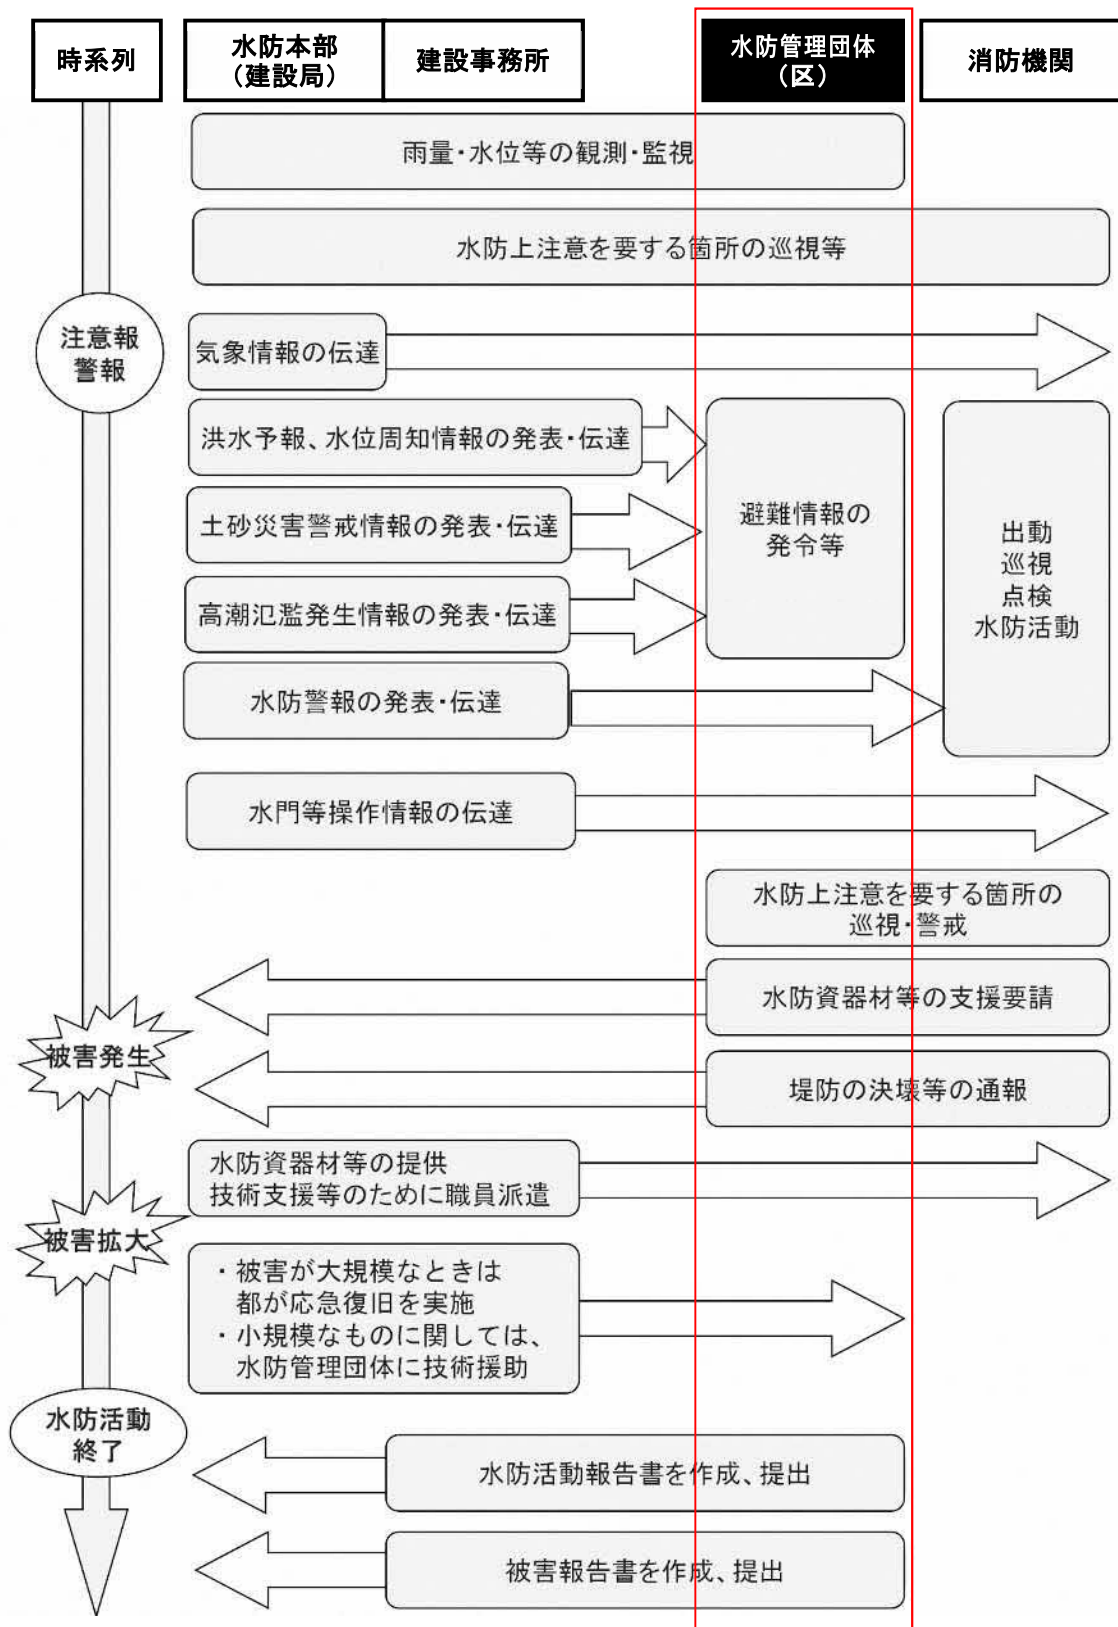 時系列
水防本部
（建設局）
建設事務所
水防管理団体
（区）
消防機関
雨量・水位等の観測・監視
水防上注意を要する箇所の巡視等
注意報
警報
気象情報の伝達
洪水予報、水位周知情報の発表・伝達
土砂災害警戒情報の発表・伝達
高潮氾濫発生情報の発表・伝達
避難情報の
発令等
出動
巡視
点検
水防活動
水防警報の発表・伝達
水門等操作情報の伝達
水防上注意を要する箇所の
巡視・警戒
水防資器材等の支援要請
被害発生
堤防の決壊等の通報
水防資器材等の提供
技術支援等のために職員派遣
被害拡大
・被害が大規模なときは
都が応急復旧を実施
・小規模なものに関しては、
水防管理団体に技術援助
水防活動
終了
水防活動報告書を作成、提出
被害報告書を作成、提出